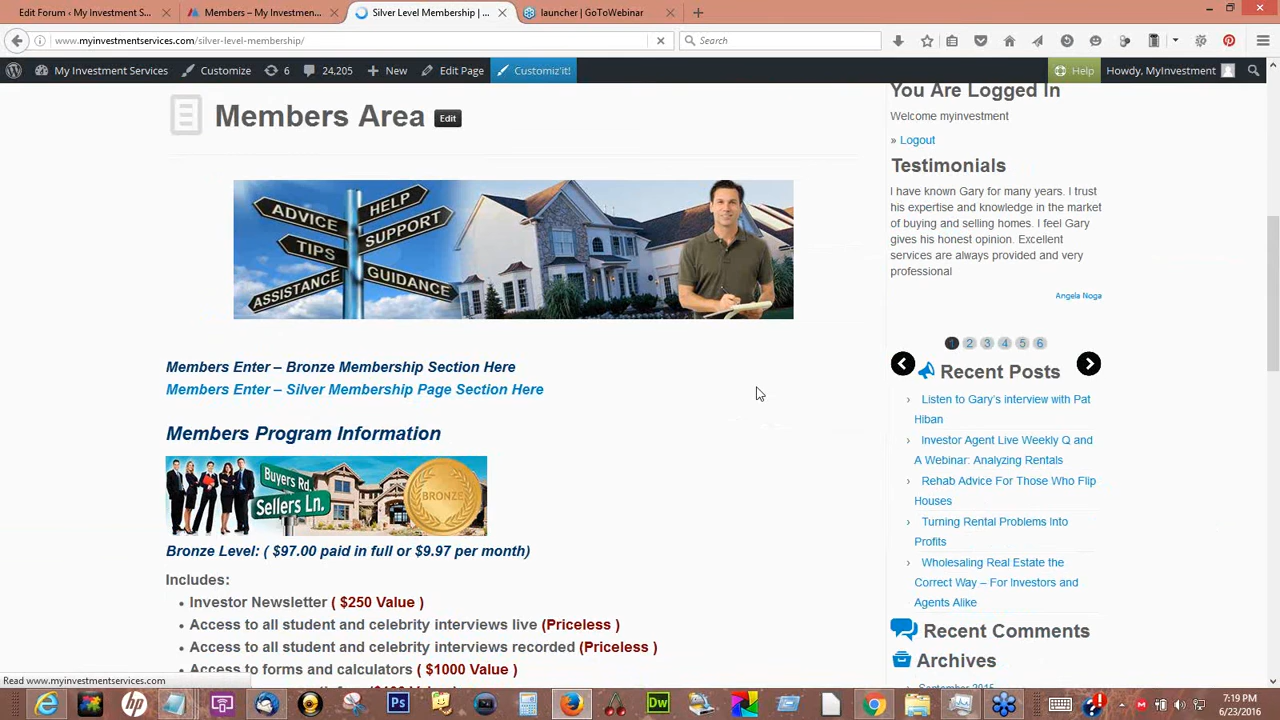 Edit Forum ‹ My Investmen...
Members – My Investment...
Silver Level Membership | ...
launcher | GoToWebinar
www.myinvestmentservices.com/silver-level-membership/
Search
My Investment Services
Customize
6
24,205
New
Edit Page
Customiz'it!
Help
Howdy, MyInvestment
Members Area
Edit
ADVICE
HELP
TIPS
SUPPORT
ASSISTANCE
GUIDANCE
Members Enter – Bronze Membership Section Here
Members Enter – Silver Membership Page Section Here
Members Program Information
Buyers Rd.
Sellers Ln.
BRONZE
Bronze Level: ( $97.00 paid in full or $9.97 per month)
Includes:
Investor Newsletter ( $250 Value )
Access to all student and celebrity interviews live (Priceless )
Access to all student and celebrity interviews recorded (Priceless )
Access to forms and calculators ( $1000 Value )
You Are Logged In
Welcome myinvestment
» Logout
Testimonials
I have known Gary for many years. I trust
his expertise and knowledge in the market
of buying and selling homes. I feel Gary
gives his honest opinion. Excellent
services are always provided and very
professional
Angela Noga
1 2 3 4 5 6
Recent Posts
Listen to Gary's interview with Pat
Hiban
Investor Agent Live Weekly Q and
A Webinar: Analyzing Rentals
Rehab Advice For Those Who Flip
Houses
Turning Rental Problems Into
Profits
Wholesaling Real Estate the
Correct Way – For Investors and
Agents Alike
Recent Comments
Archives
September 2015
Read www.myinvestmentservices.com
Ps
Dw
7:19 PM
6/23/2016